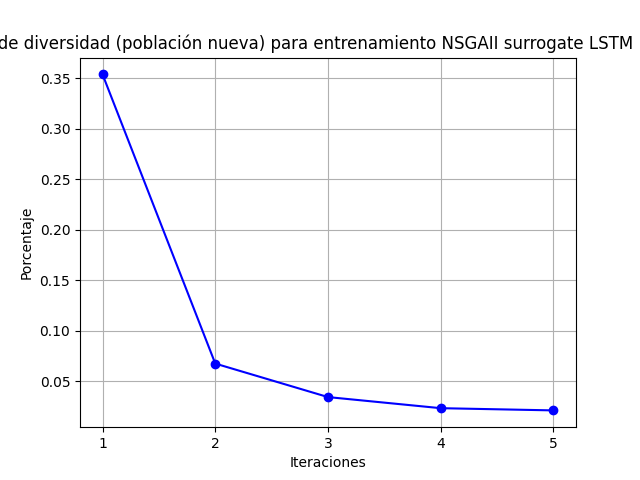 de diversidad (población nueva) para entrenamiento NSGAII surrogate LSTM
0.35
0.30
0.25
0.20
0.15
0.10
0.05
Porcentaje
1 2 3 4 5
Iteraciones